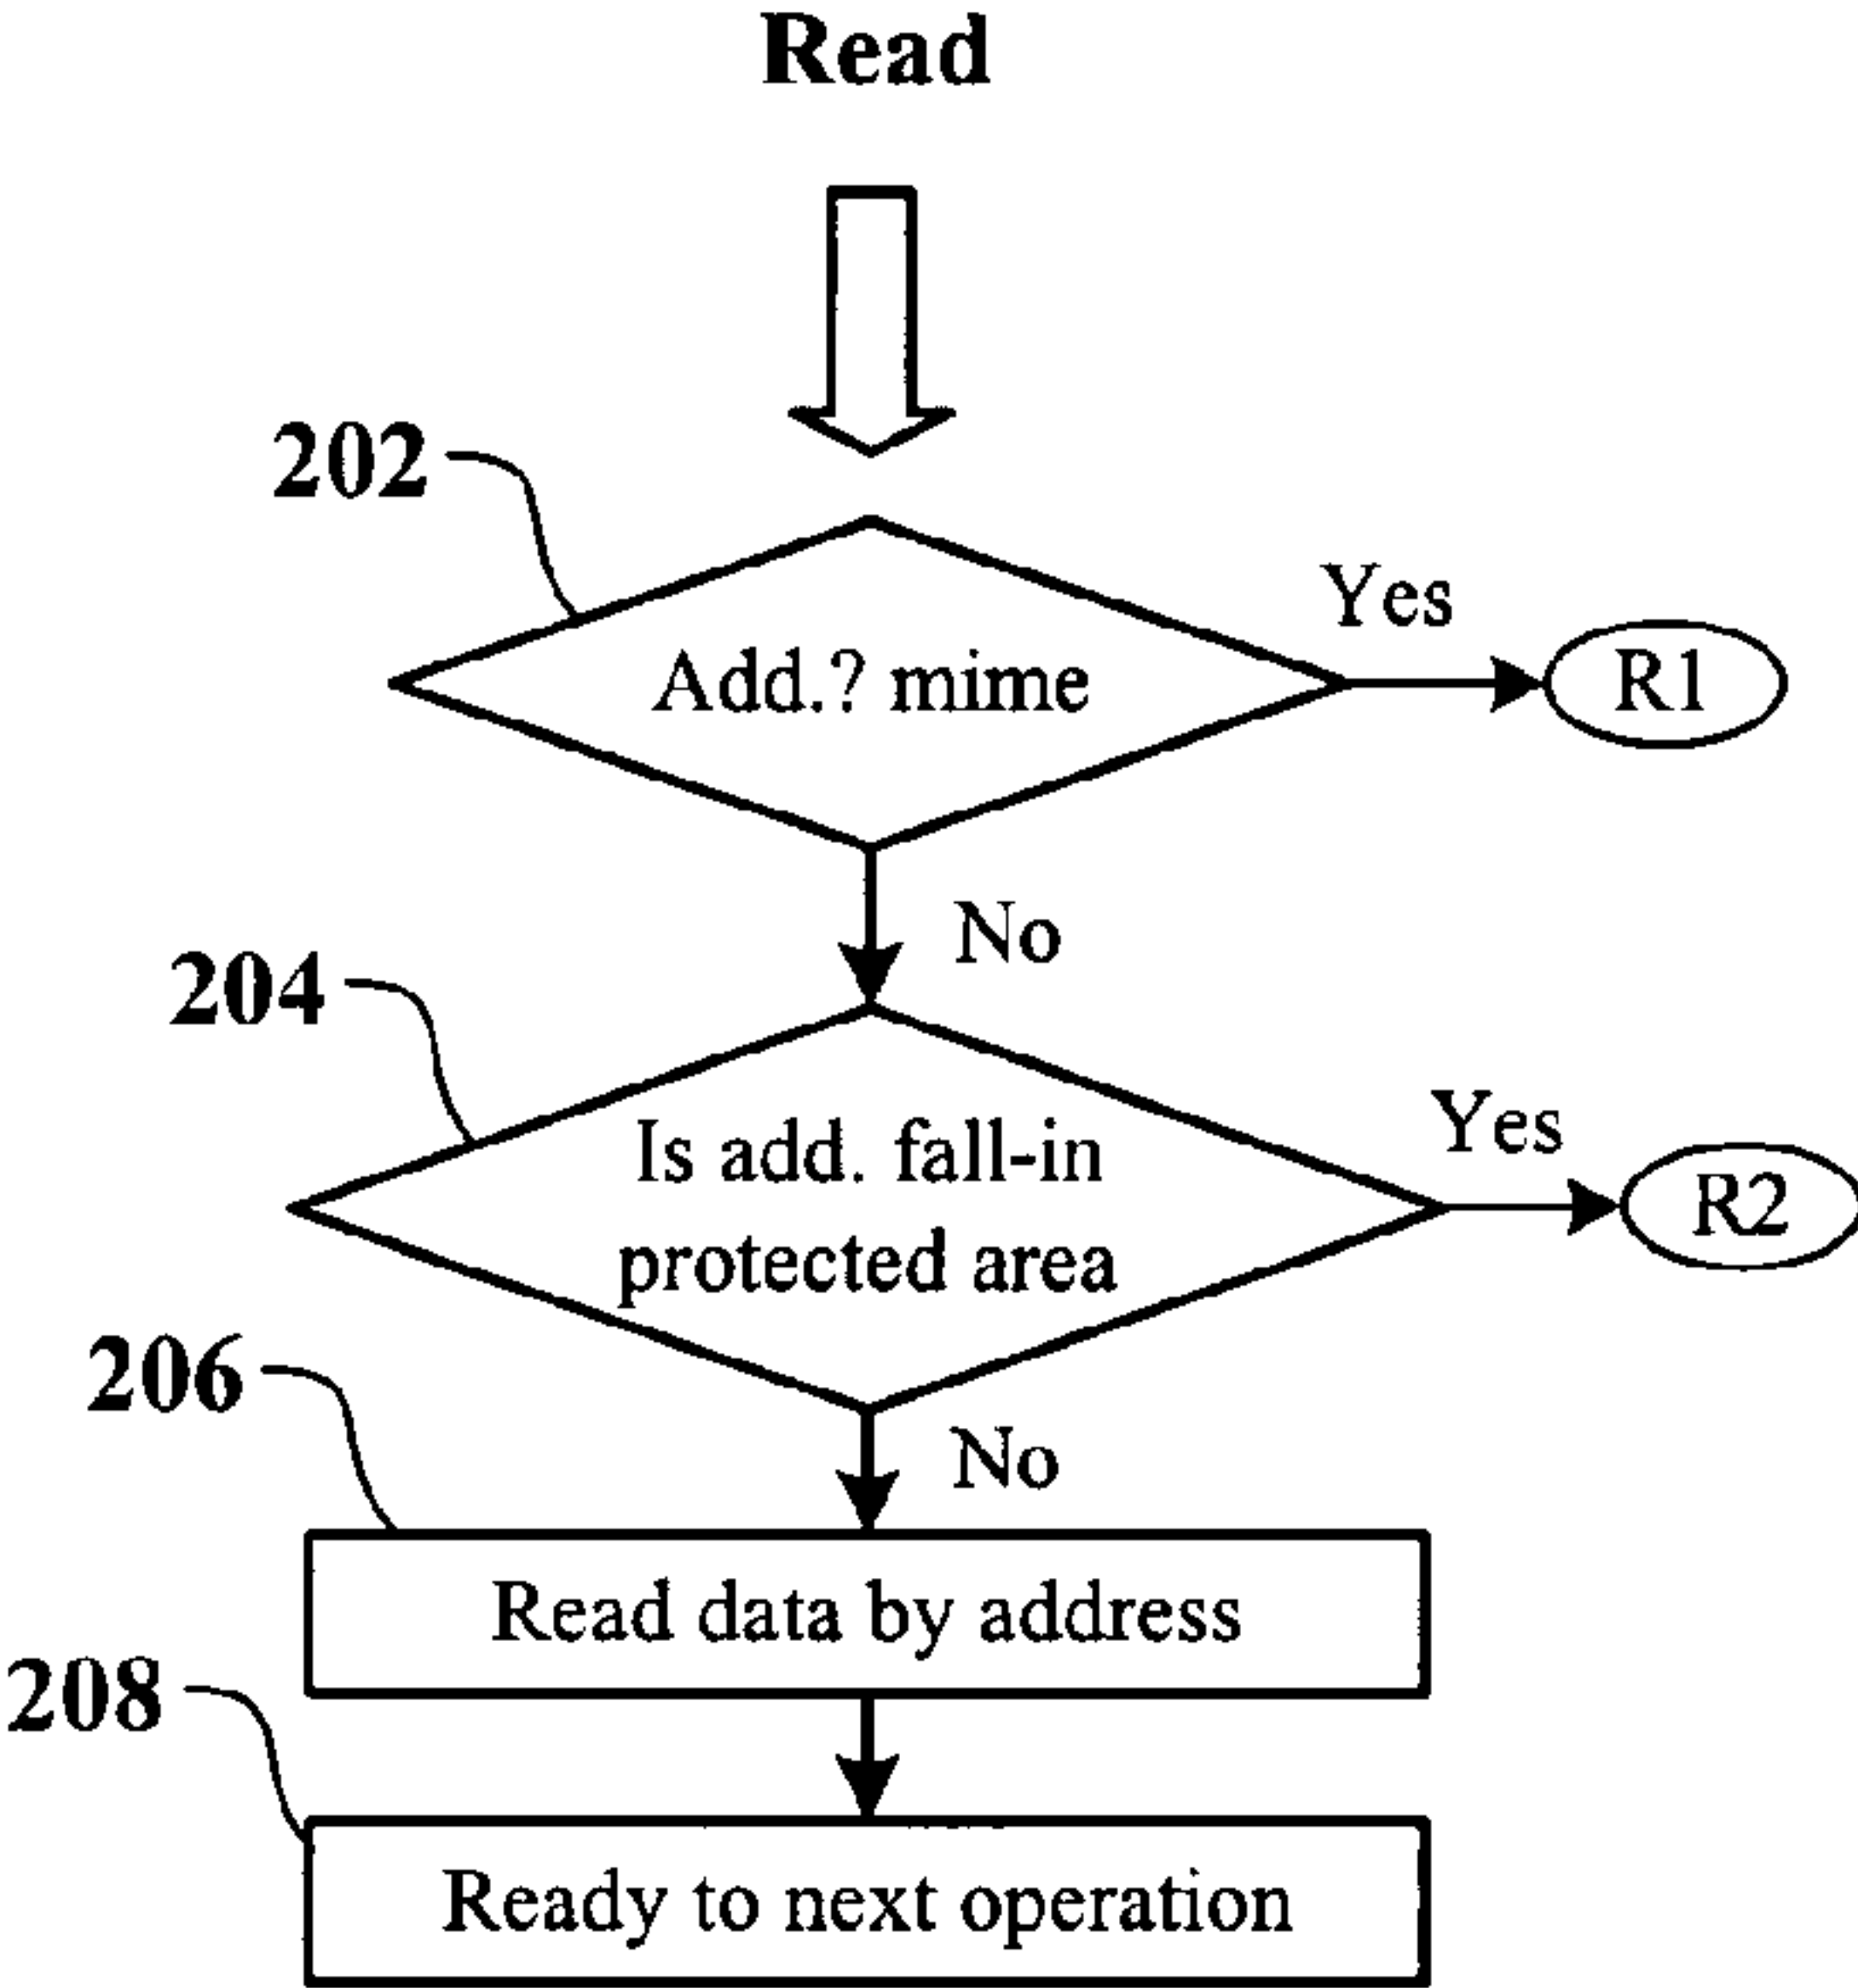 Read
202
Yes
Add.? mime
R1
No
204
Yes
Is add. fall-in
protected area
R2
206
No
Read data by address
208
Ready to next operation